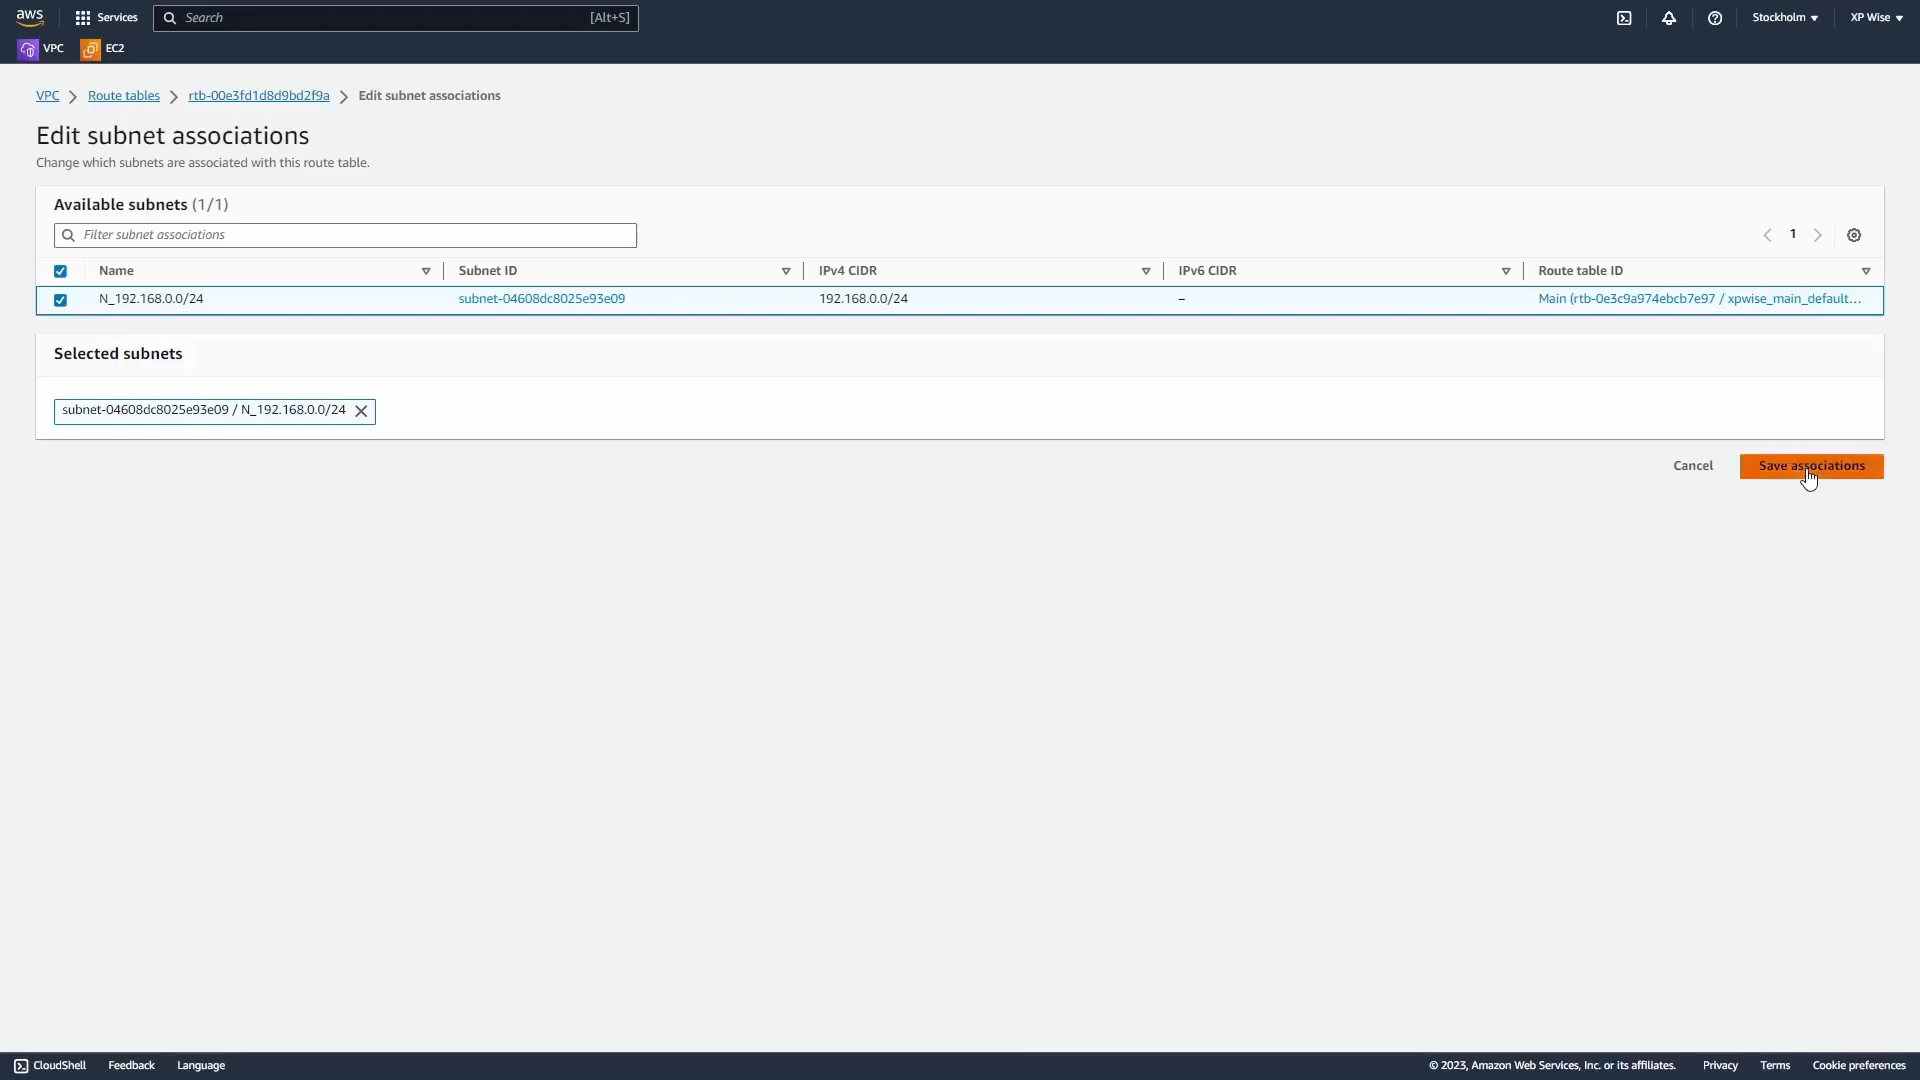 aws Services Search [Alt+S] Stockholm XP Wise
VPC EC2
VPC Route tables rtb-00e3fd1d8d9bd2f9a Edit subnet associations
Edit subnet associations
Change which subnets are associated with this route table.
Available subnets (1/1)
Filter subnet associations 1
Name Subnet ID IPv4 CIDR IPv6 CIDR Route table ID
N_192.168.0.0/24 subnet-04608dc8025e93e09 192.168.0.0/24 – Main (rtb-0e3c9a974ebcb7e97 / xpwise_main_default...
Selected subnets
subnet-04608dc8025e93e09 / N_192.168.0.0/24
Cancel Save associations
CloudShell Feedback Language © 2023, Amazon Web Services, Inc. or its affiliates. Privacy Terms Cookie preferences